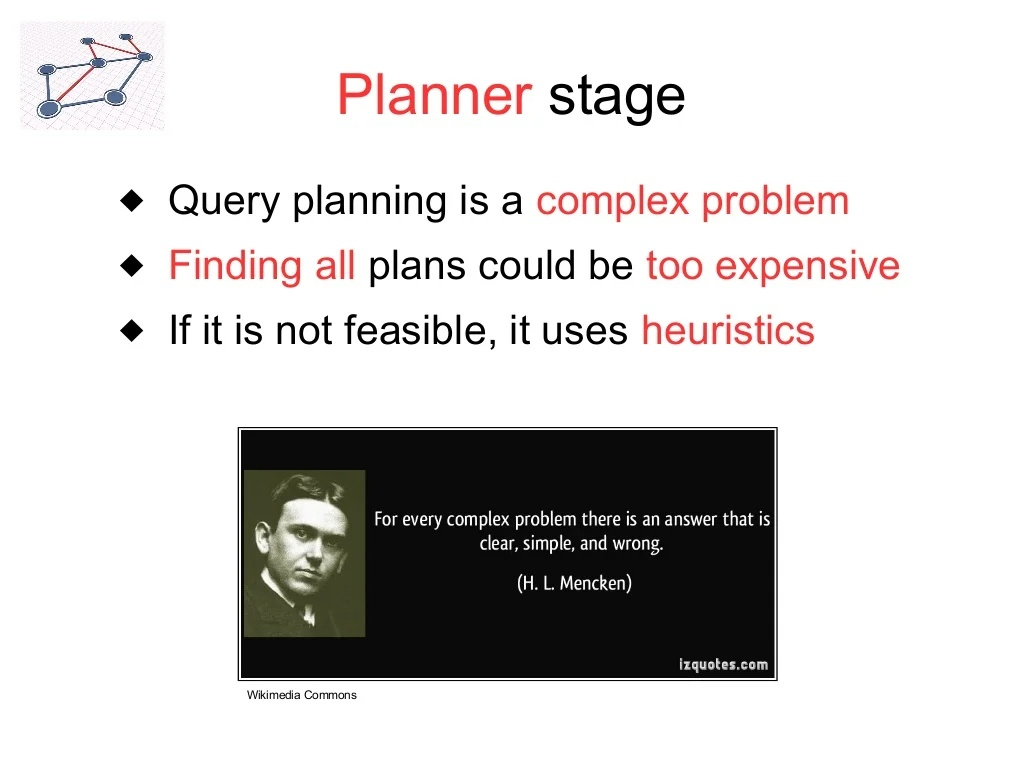 Planner stage
Query planning is a complex problem
Finding all plans could be too expensive
If it is not feasible, it uses heuristics
For every complex problem there is an answer that is
clear, simple, and wrong.
(H. L. Mencken)
izquotes.com
Wikimedia Commons